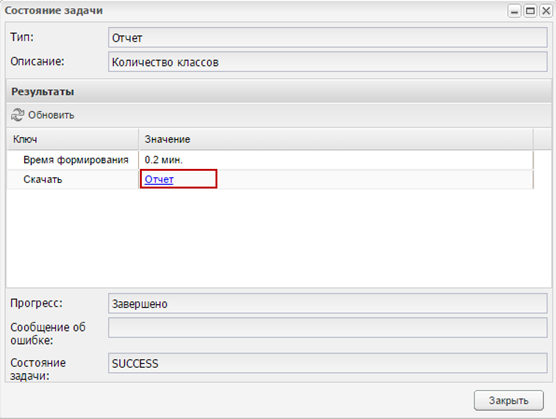 Состояние задачи
Тип: Отчет
Описание: Количество классов
Результаты
Обновить
Ключ Значение
Время формирования 0.2 мин.
Скачать Отчет
Прогресс: Завершено
Сообщение об
ошибке:
Состояние
задачи: SUCCESS
Закрыть